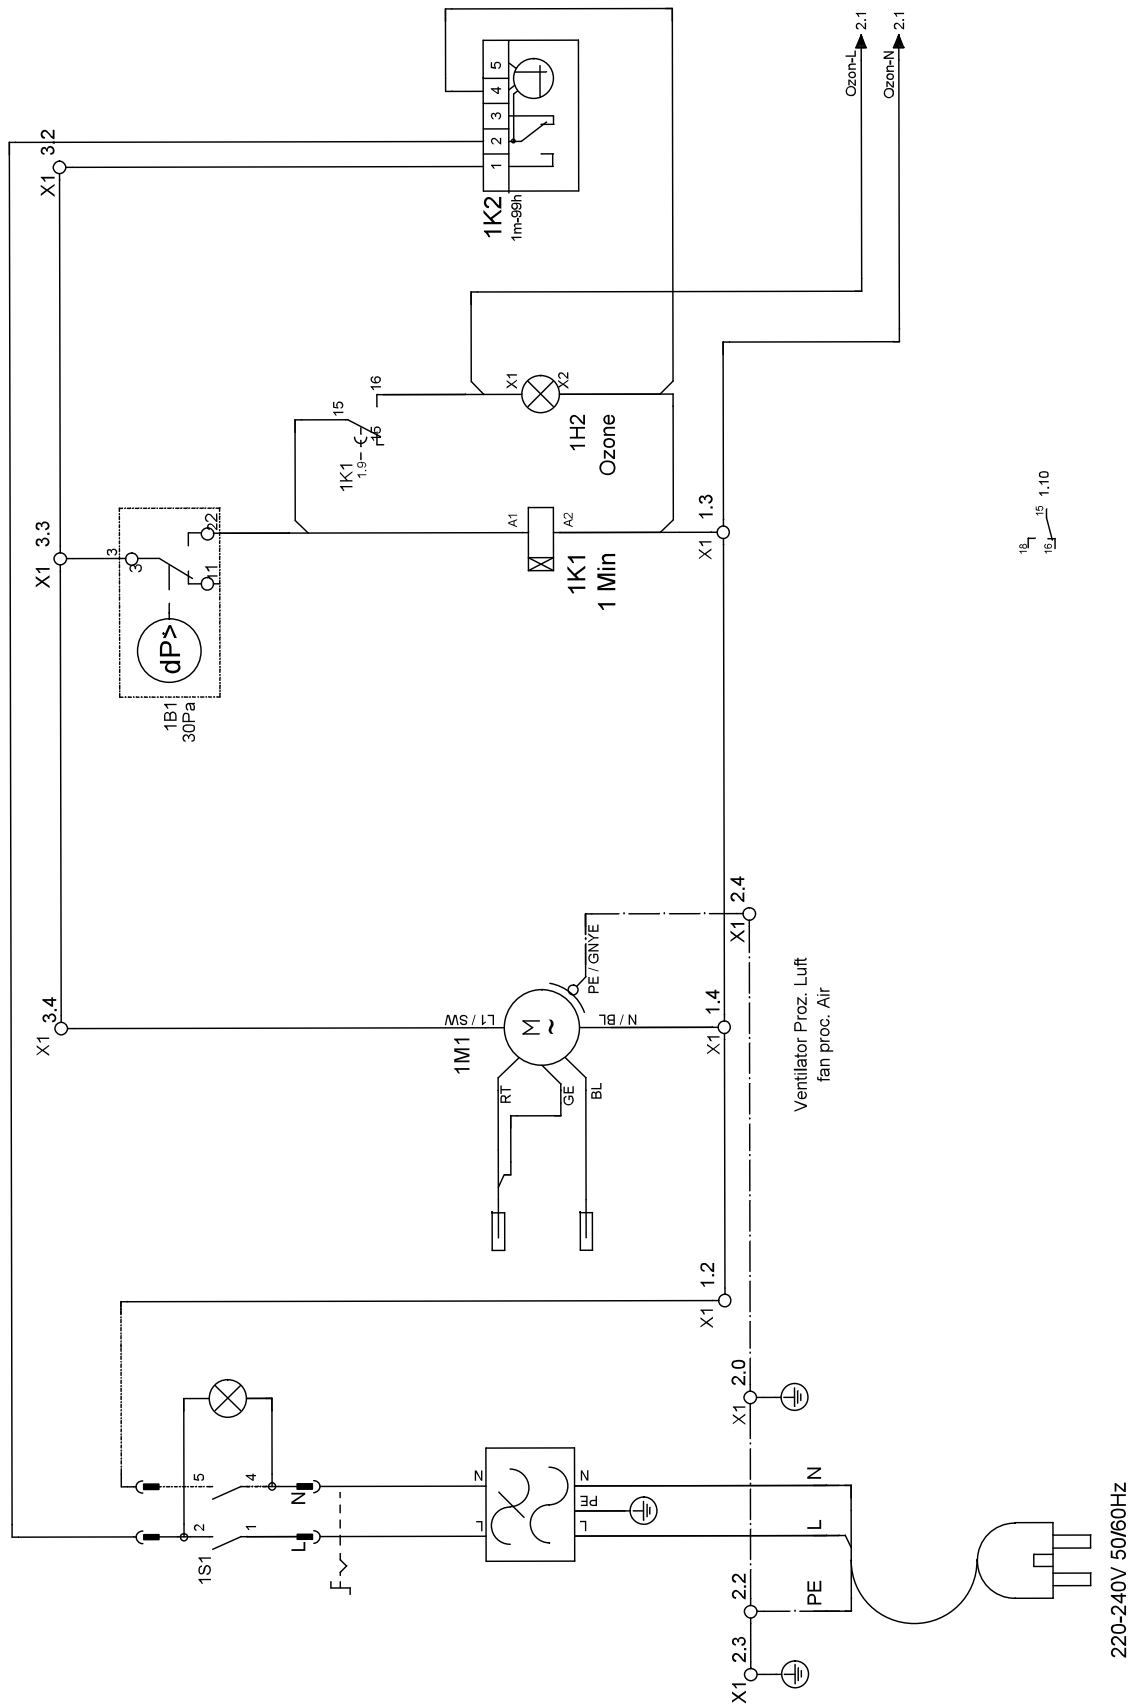 220-240V 50/60Hz
X1 2.3
2.2
PE
L
N
L
PE
N
L
N
1S1
L
N
1
4
2
5
X1 2.0
X1 1.2
RT
GE
BL
1M1
M
~
L1 / SW
N / BL
PE / GNYE
X1 3.4
X1 1.4
X1 2.4
Ventilator Proz. Luft
fan proc. Air
1B1
30Pa
dP>
3
3
11
22
X1 3.3
1K1
1 Min
A1
A2
X1 1.3
1K1
1.9
15
16
15
1H2
Ozone
X1
X2
X1 3.2
1K2
1m-99h
1
2
3
4
5
Ozon-L
2.1
Ozon-N
2.1
18
16
15
1.10